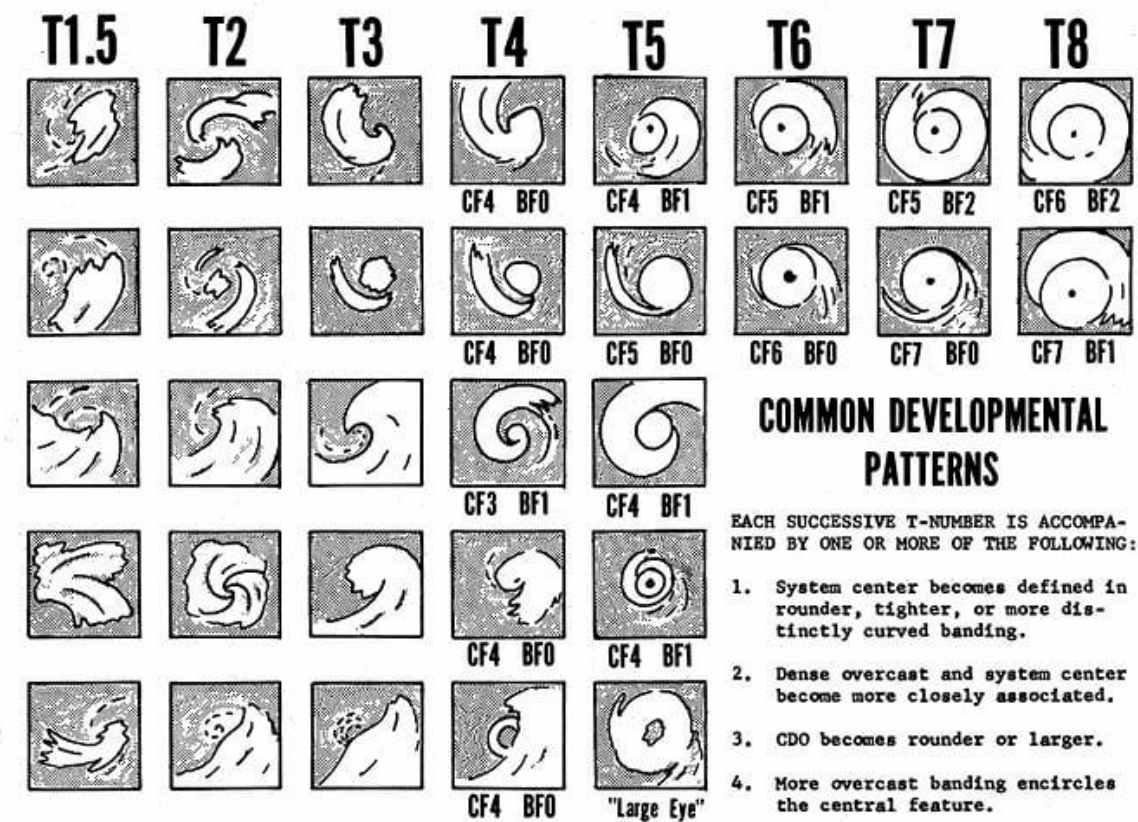 T1.5 T2 T3 T4 T5 T6 T7 T8
CF4 BF0 CF4 BF1 CF5 BF1 CF5 BF2 CF6 BF2
CF4 BF0 CF5 BF0 CF6 BF0 CF7 BF0 CF7 BF1
CF3 BF1 CF4 BF1
CF4 BF0 CF4 BF1
CF4 BF0 "Large Eye"
COMMON DEVELOPMENTAL
PATTERNS
EACH SUCCESSIVE T-NUMBER IS ACCOMPA-
NIED BY ONE OR MORE OF THE FOLLOWING:
1. System center becomes defined in
rounder, tighter, or more dis-
tinctly curved banding.
2. Dense overcast and system center
become more closely associated.
3. CDO becomes rounder or larger.
4. More overcast banding encircles
the central feature.